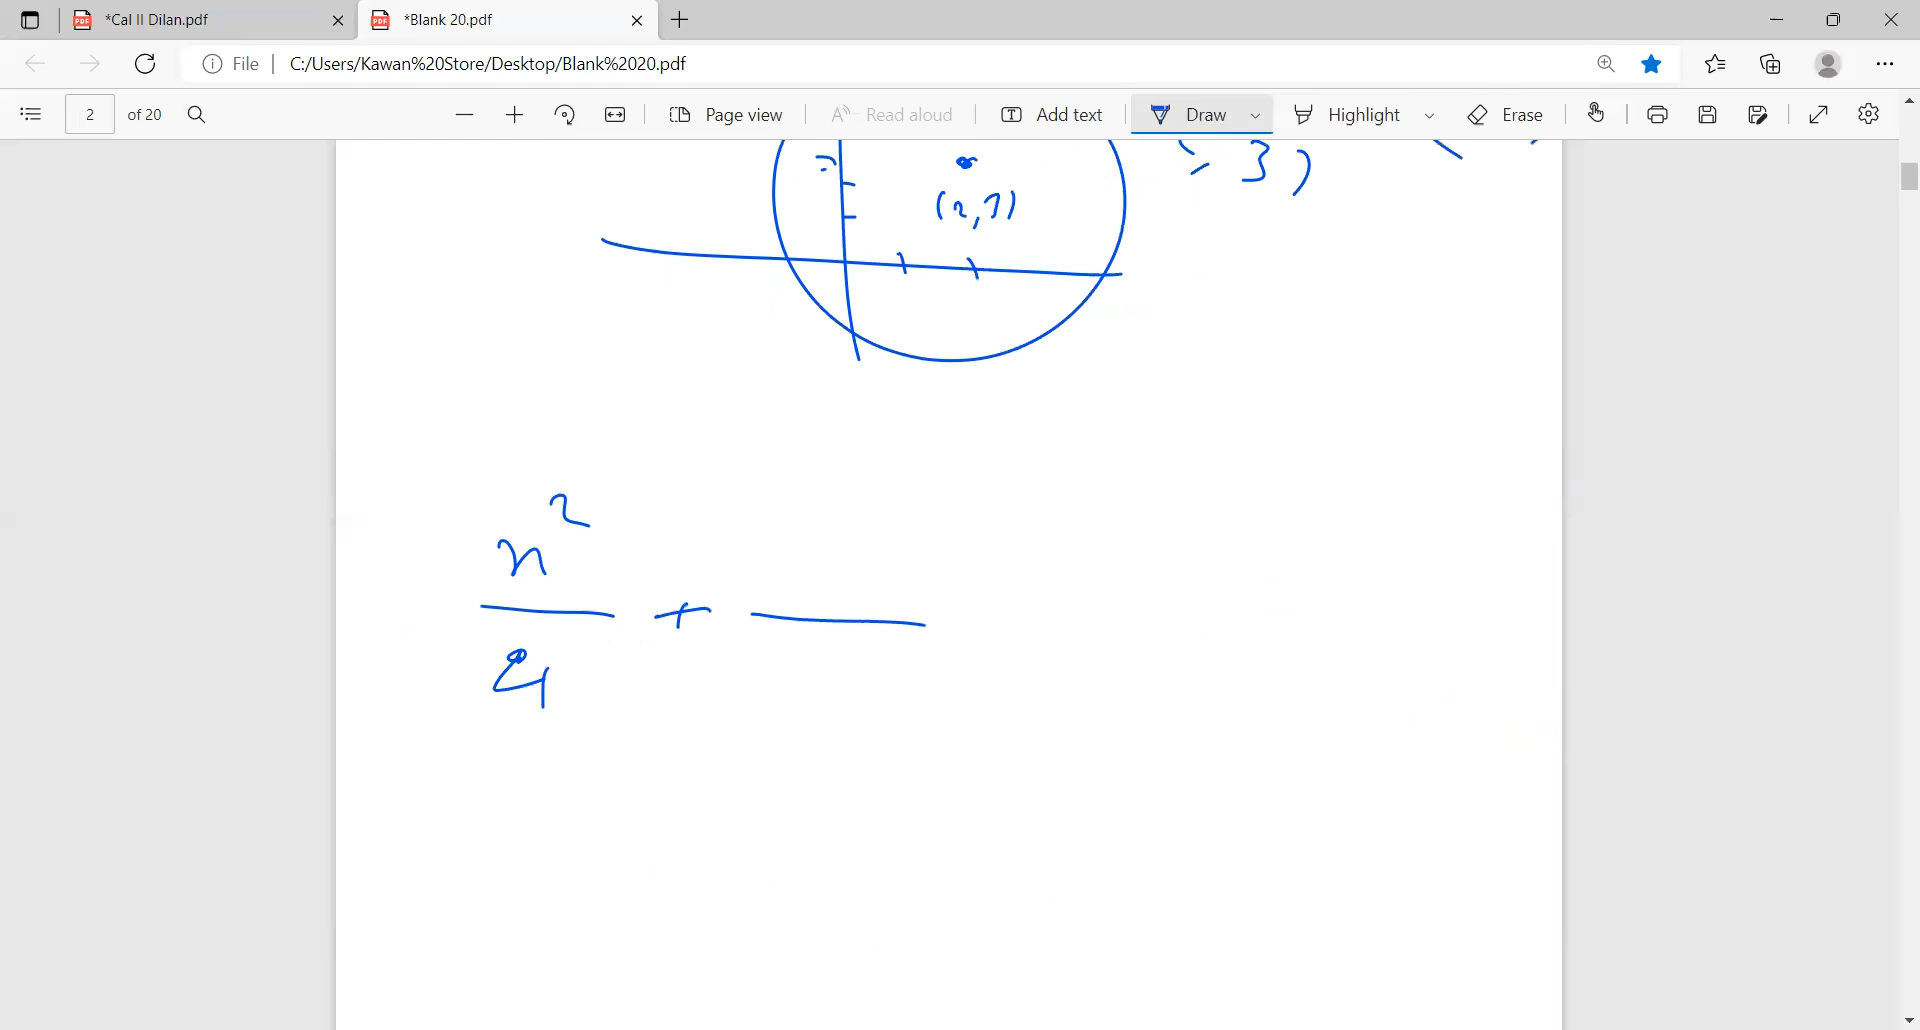 *Cal II Dilan.pdf
*Blank 20.pdf
File | C:/Users/Kawan%20Store/Desktop/Blank%2020.pdf
2 of 20
Page view
Read aloud
Add text
Draw
Highlight
Erase
3)
(2,3)
x²
— + —
4